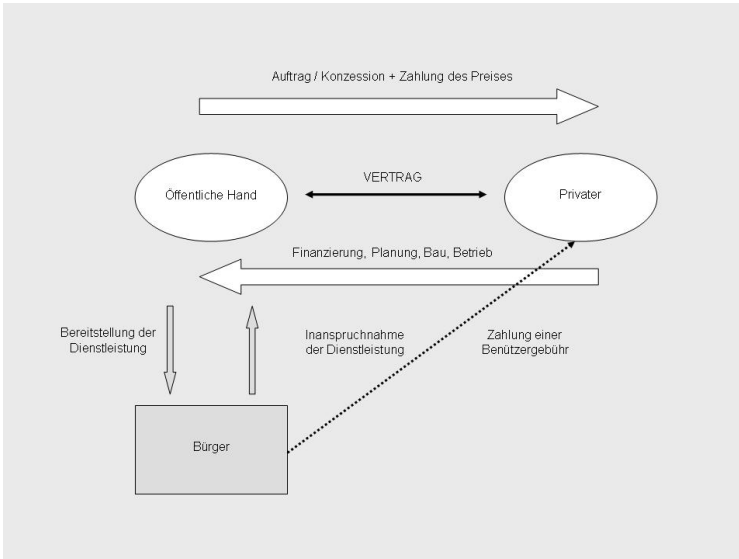 Auftrag / Konzession + Zahlung des Preises
VERTRAG
Öffentliche Hand
Privater
Finanzierung, Planung, Bau, Betrieb
Bereitstellung der
Dienstleistung
Inanspruchnahme
der Dienstleistung
Zahlung einer
Benützergebühr
Bürger